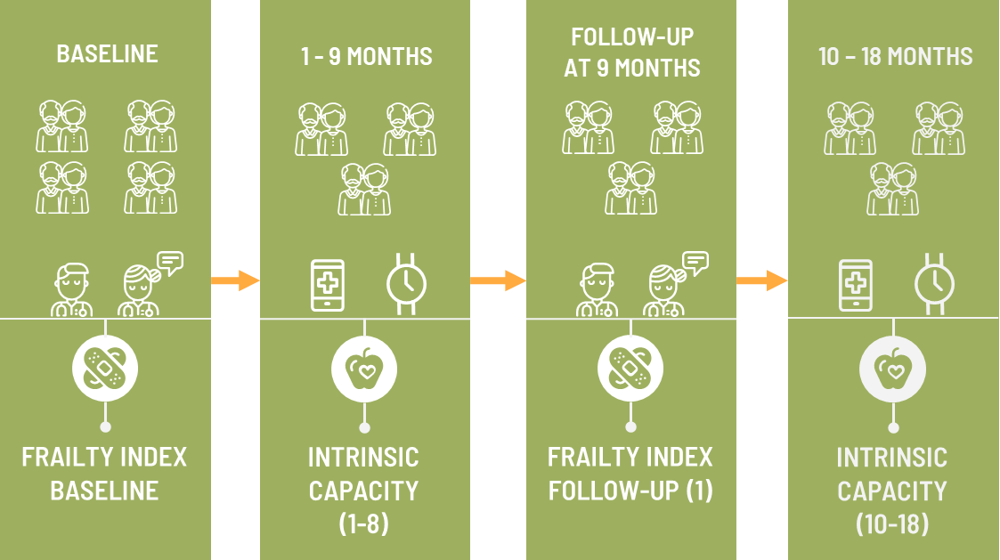 BASELINE
FRAILTY INDEX
BASELINE
1 - 9 MONTHS
INTRINSIC
CAPACITY
(1-8)
FOLLOW-UP
AT 9 MONTHS
FRAILTY INDEX
FOLLOW-UP (1)
10 – 18 MONTHS
INTRINSIC
CAPACITY
(10-18)